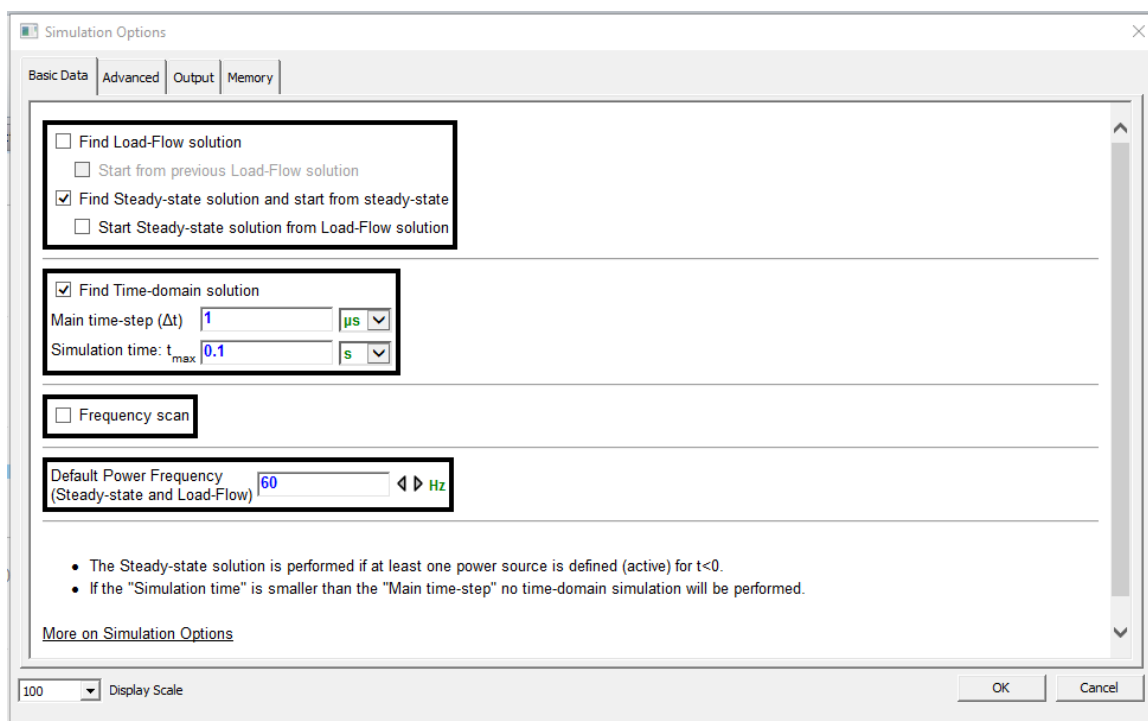 Simulation Options
Basic Data Advanced Output Memory
Find Load-Flow solution
Start from previous Load-Flow solution
Find Steady-state solution and start from steady-state
Start Steady-state solution from Load-Flow solution
Find Time-domain solution
Main time-step (Δt) 1 µs
Simulation time: tmax 0.1 s
Frequency scan
Default Power Frequency
(Steady-state and Load-Flow) 60 Hz
• The Steady-state solution is performed if at least one power source is defined (active) for t<0.
• If the "Simulation time" is smaller than the "Main time-step" no time-domain simulation will be performed.
More on Simulation Options
100 Display Scale OK Cancel